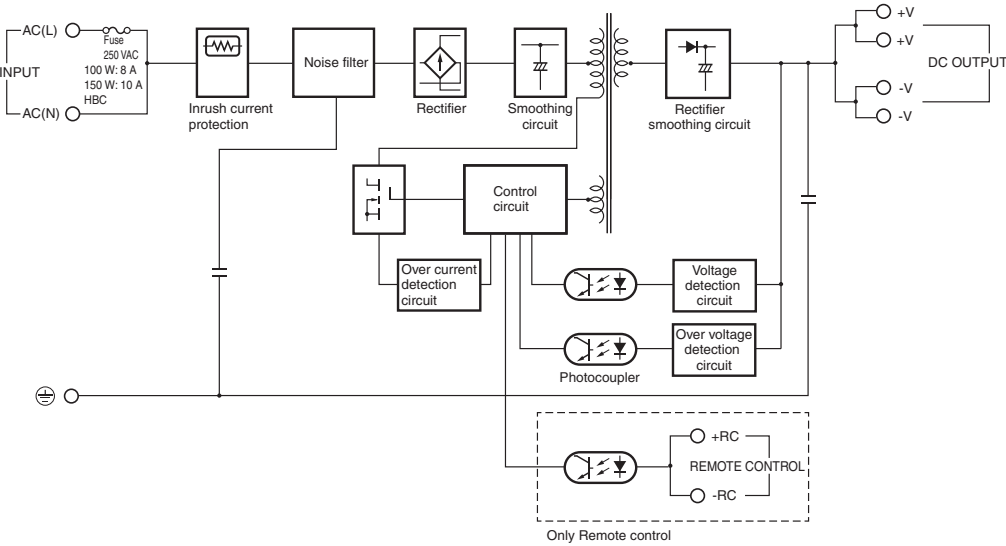 AC(L)
Fuse
250 VAC
100 W: 8 A
150 W: 10 A
HBC
INPUT
AC(N)
Inrush current
protection
Noise filter
Rectifier
Smoothing
circuit
Rectifier
smoothing circuit
+V
+V
DC OUTPUT
-V
-V
Control
circuit
Over current
detection
circuit
Voltage
detection
circuit
Over voltage
detection
circuit
Photocoupler
+RC
REMOTE CONTROL
-RC
Only Remote control